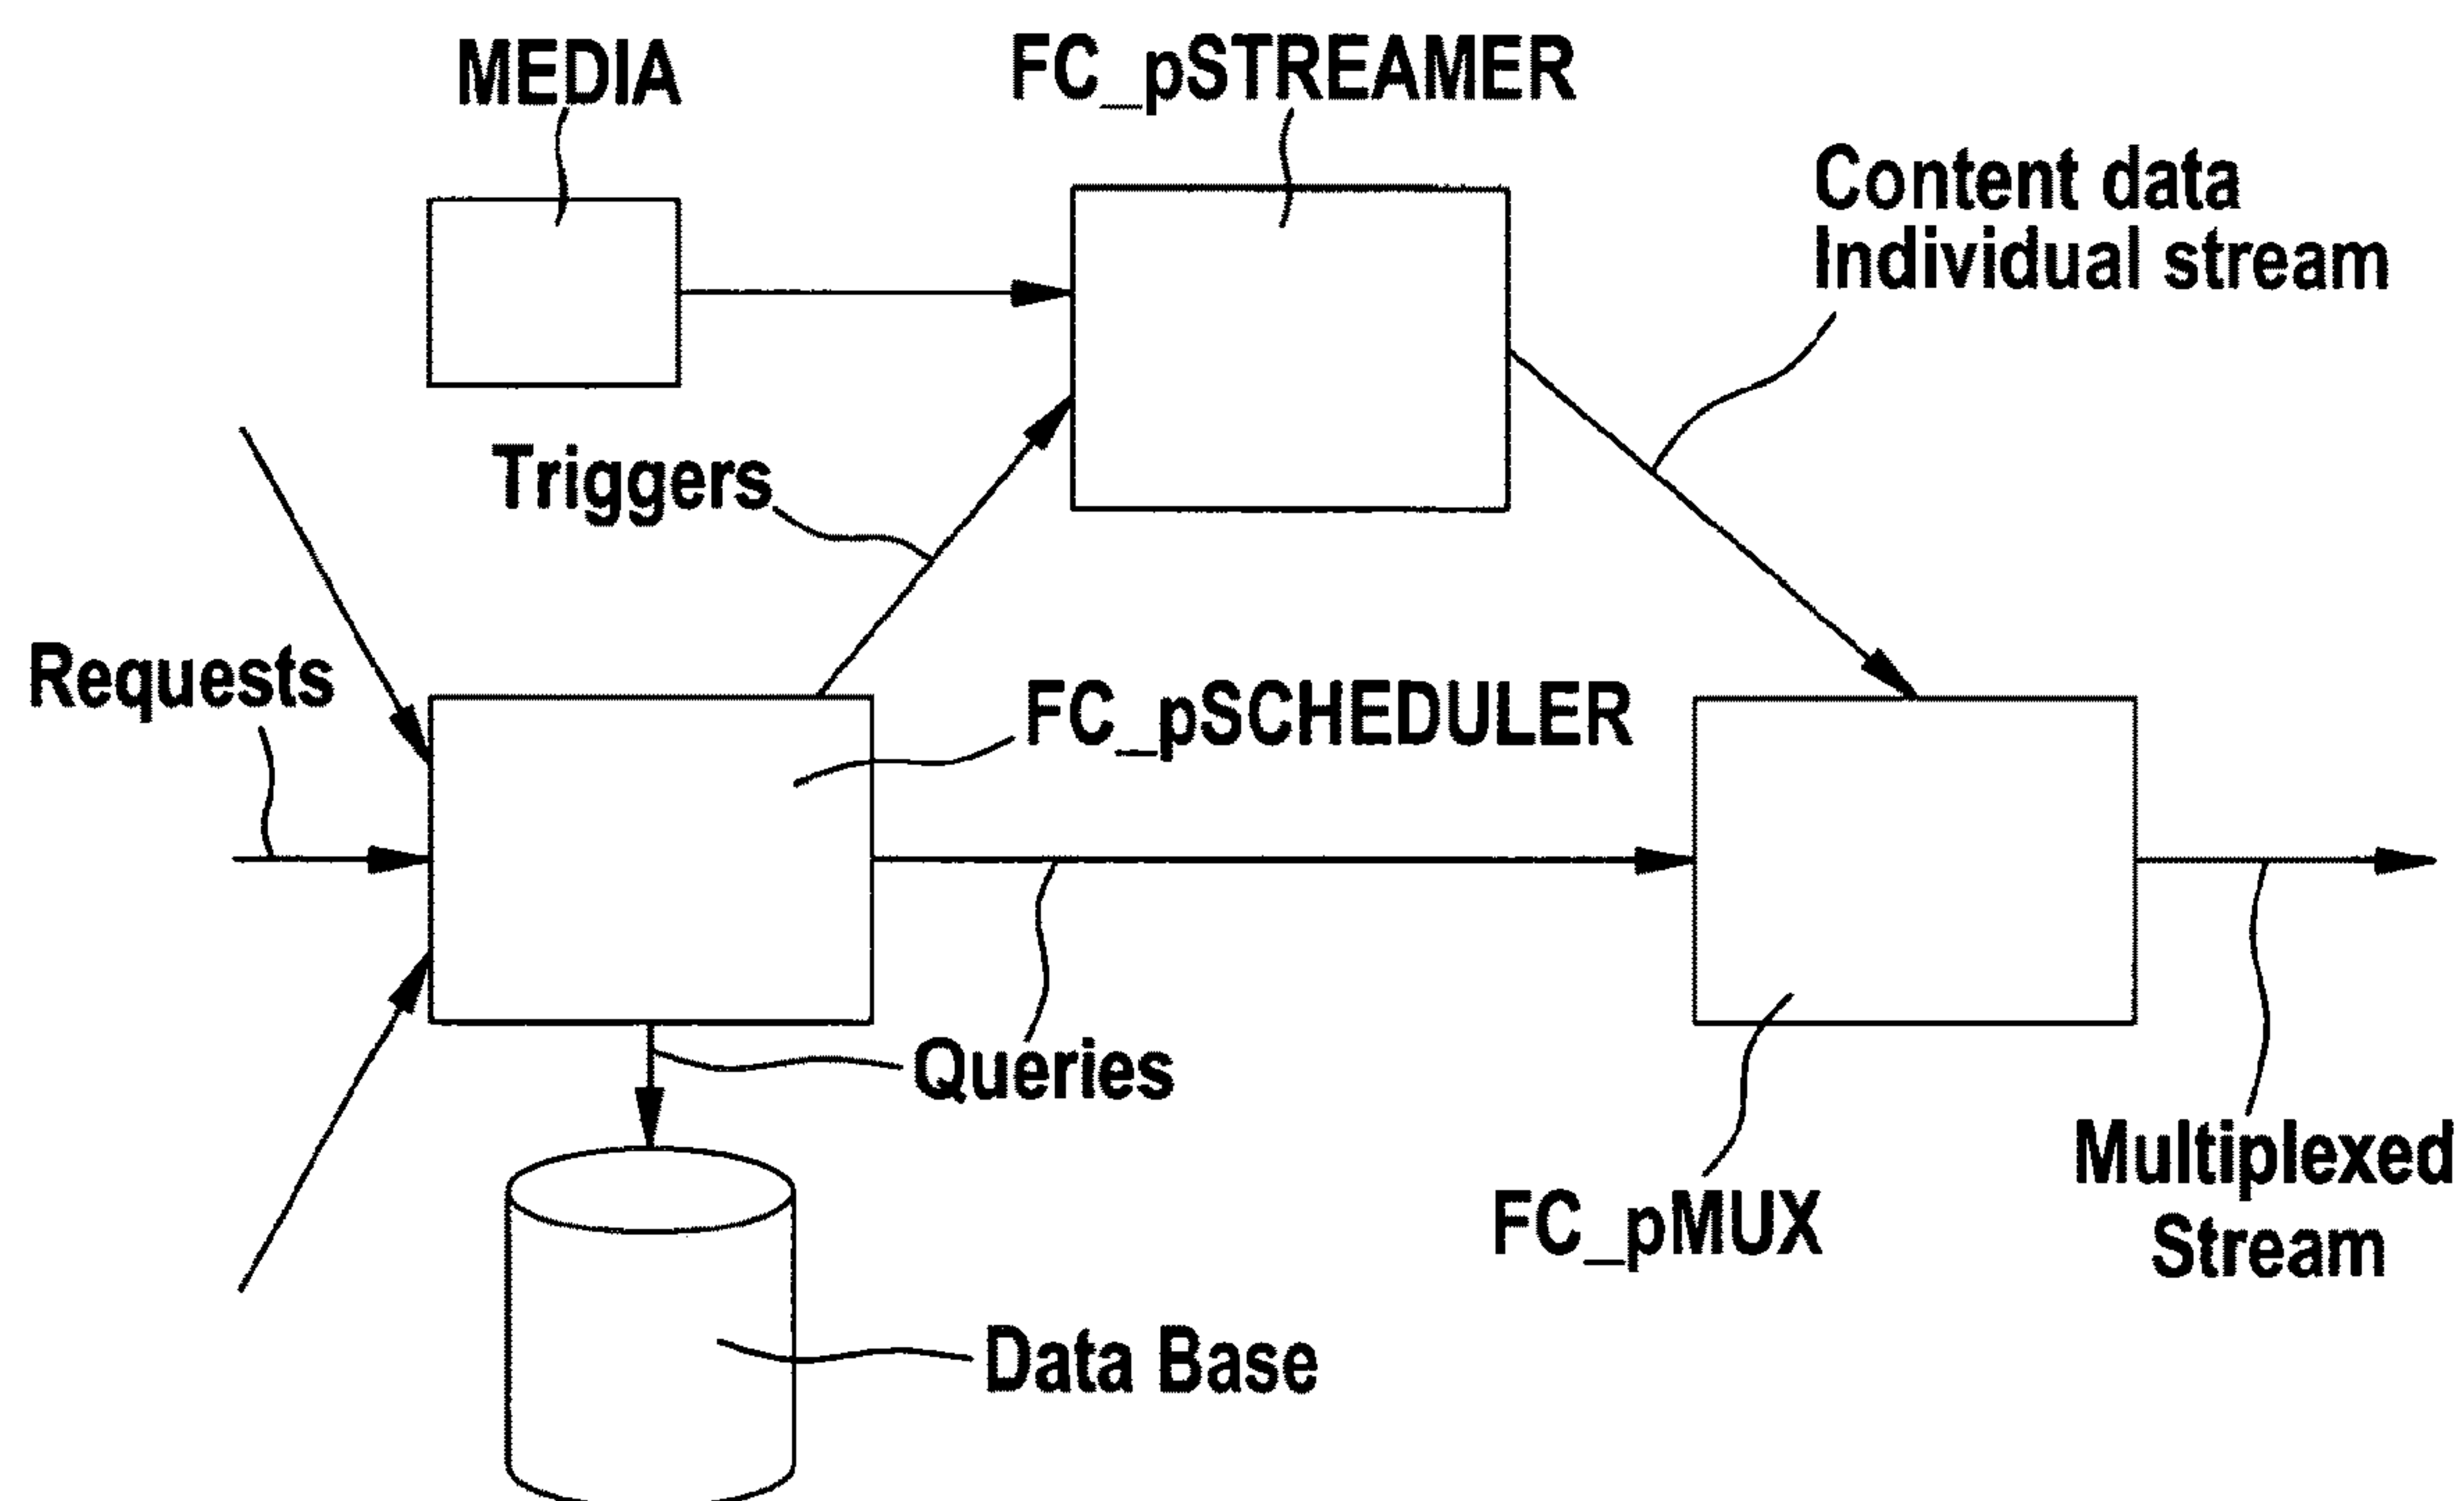 MEDIA
FC_pSTREAMER
Content data
Individual stream
Triggers
Requests
FC_pSCHEDULER
Queries
Multiplexed
Stream
FC_pMUX
Data Base